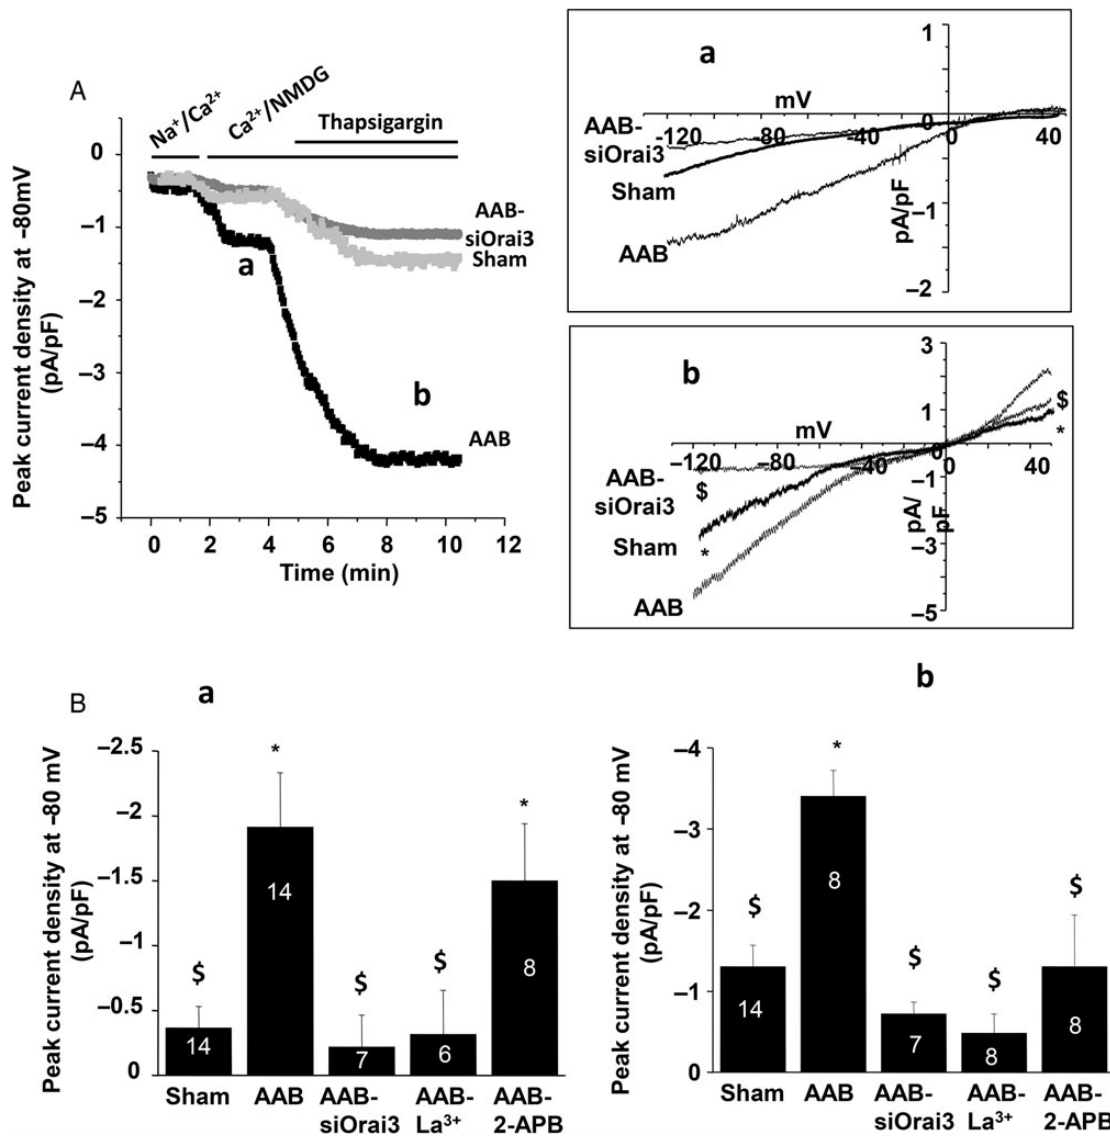 A
Na⁺/Ca²⁺
Ca²⁺/NMDG
Thapsigargin
Peak current density at -80mV
(pA/pF)
0
−1
−2
−3
−4
−5
AAB-
siOrai3
Sham
a
b
AAB
0 2 4 6 8 10 12
Time (min)
a
1
mV
0
−120 −80 −40 0 40
AAB-
siOrai3
Sham
AAB
pA/pF
−1
−2
b
3
2
1
$
*
mV
0
−120 −80 −40 0 40
AAB-
siOrai3
$
−1
pA/
pF
Sham
*
−3
AAB
−5
B
a
Peak current density at -80 mV
(pA/pF)
−2.5
−2
−1.5
−1
−0.5
0
* *
$ $ $
14 14 7 6 8
Sham AAB AAB- AAB- AAB-
siOrai3 La³⁺ 2-APB
b
Peak current density at -80 mV
(pA/pF)
−4
−3
−2
−1
0
*
$ $ $ $
14 8 7 8 8
Sham AAB AAB- AAB- AAB-
siOrai3 La³⁺ 2-APB